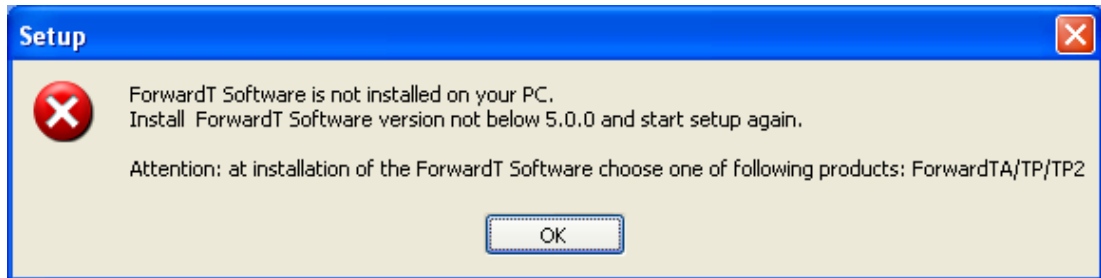 Setup
ForwardT Software is not installed on your PC.
Install ForwardT Software version not below 5.0.0 and start setup again.
Attention: at installation of the ForwardT Software choose one of following products: ForwardTA/TP/TP2
OK